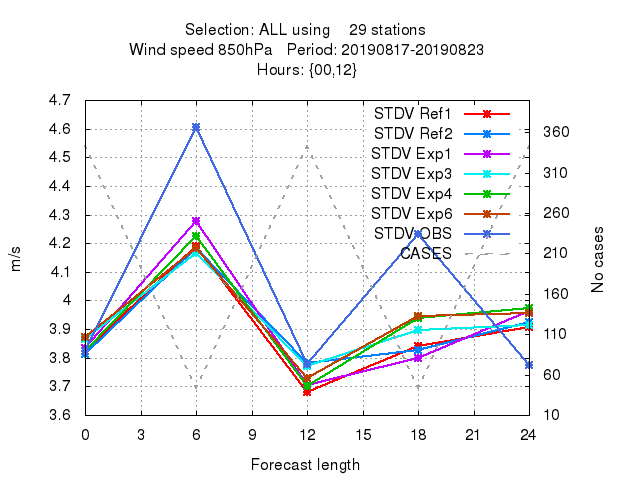 Selection: ALL using 29 stations
Wind speed 850hPa Period: 20190817-20190823
Hours: {00,12}
4.7
4.6
4.5
4.4
4.3
4.2
4.1
4
3.9
3.8
3.7
3.6
m/s
STDV Ref1
STDV Ref2
STDV Exp1
STDV Exp3
STDV Exp4
STDV Exp6
STDV OBS
CASES
360
310
260
210
160
110
60
10
No cases
0 3 6 9 12 15 18 21 24
Forecast length